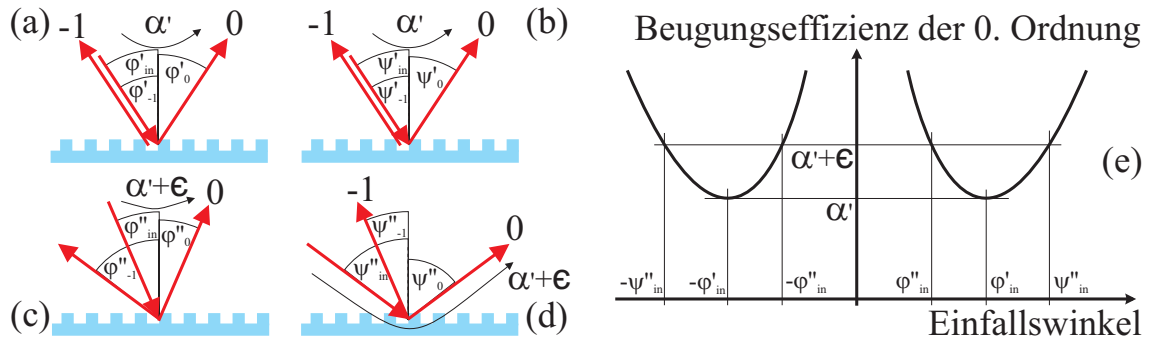 (a)
-1
α'
0
φ'in
φ'-1
φ'0
(b)
-1
α'
0
ψ'in
ψ'-1
ψ'0
(c)
α'+ϵ
0
φ''in
φ''0
φ''-1
(d)
-1
0
ψ''-1
ψ''in
ψ''0
α'+ϵ
Beugungseffizienz der 0. Ordnung
α'+ϵ
(e)
α'
-ψ''in -φ'in -φ''in φ''in φ'in ψ''in
Einfallswinkel